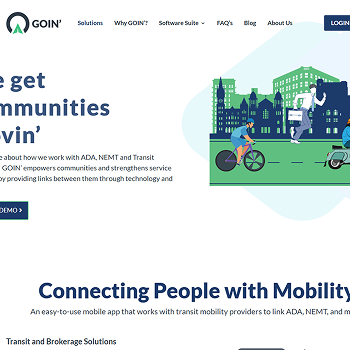 GOIN'
Solutions Why GOIN'? Software Suite FAQ's Blog About Us LOGIN
e get
mmunities
ovin'
e about how we work with ADA, NEMT and Transit
GOIN' empowers communities and strengthens service
by providing links between them through technology and
DEMO >
Connecting People with Mobility
An easy-to-use mobile app that works with transit mobility providers to link ADA, NEMT, and m
Transit and Brokerage Solutions